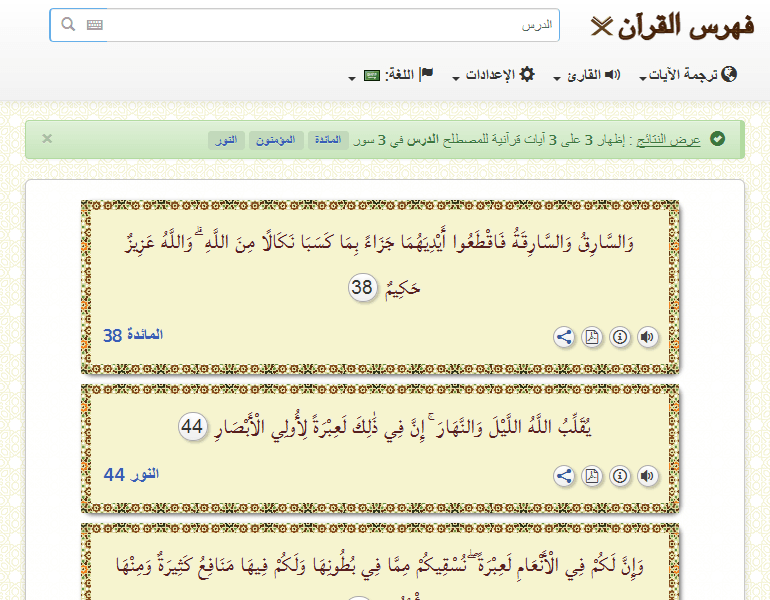 فهرس القرآن
الدرس
ترجمة الآيات
القارئ
الإعدادات
اللغة:
عرض النتائج : إظهار 3 على 3 آيات قرآنية للمصطلح الدرس في 3 سور المائدة المؤمنون النور
وَالسَّارِقُ وَالسَّارِقَةُ فَاقْطَعُوا أَيْدِيَهُمَا جَزَاءً بِمَا كَسَبَا نَكَالًا مِنَ اللَّهِ ۗ وَاللَّهُ عَزِيزٌ
حَكِيمٌ 38
المائدة 38
يُقَلِّبُ اللَّهُ اللَّيْلَ وَالنَّهَارَ ۚ إِنَّ فِي ذَٰلِكَ لَعِبْرَةً لِأُولِي الْأَبْصَارِ 44
النور 44
وَإِنَّ لَكُمْ فِي الْأَنْعَامِ لَعِبْرَةً ۖ نُسْقِيكُمْ مِمَّا فِي بُطُونِهَا وَلَكُمْ فِيهَا مَنَافِعُ كَثِيرَةٌ وَمِنْهَا